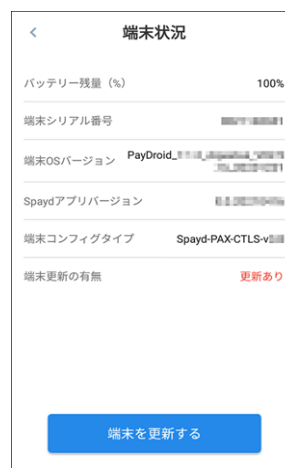 端末状況
バッテリー残量（%） 100%
端末シリアル番号
端末OSバージョン PayDroid_
Spaydアプリバージョン
端末コンフィグタイプ Spayd-PAX-CTLS-v
端末更新の有無 更新あり
端末を更新する